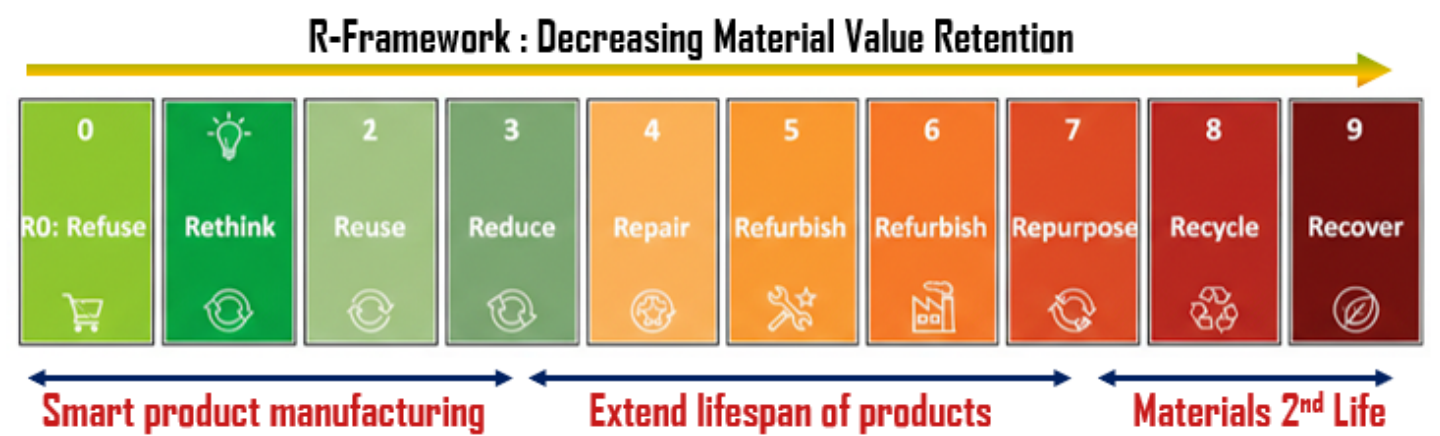 R-Framework : Decreasing Material Value Retention
0
2
3
4
5
6
7
8
9
R0: Refuse
Rethink
Reuse
Reduce
Repair
Refurbish
Refurbish
Repurpose
Recycle
Recover
Smart product manufacturing
Extend lifespan of products
Materials 2nd Life